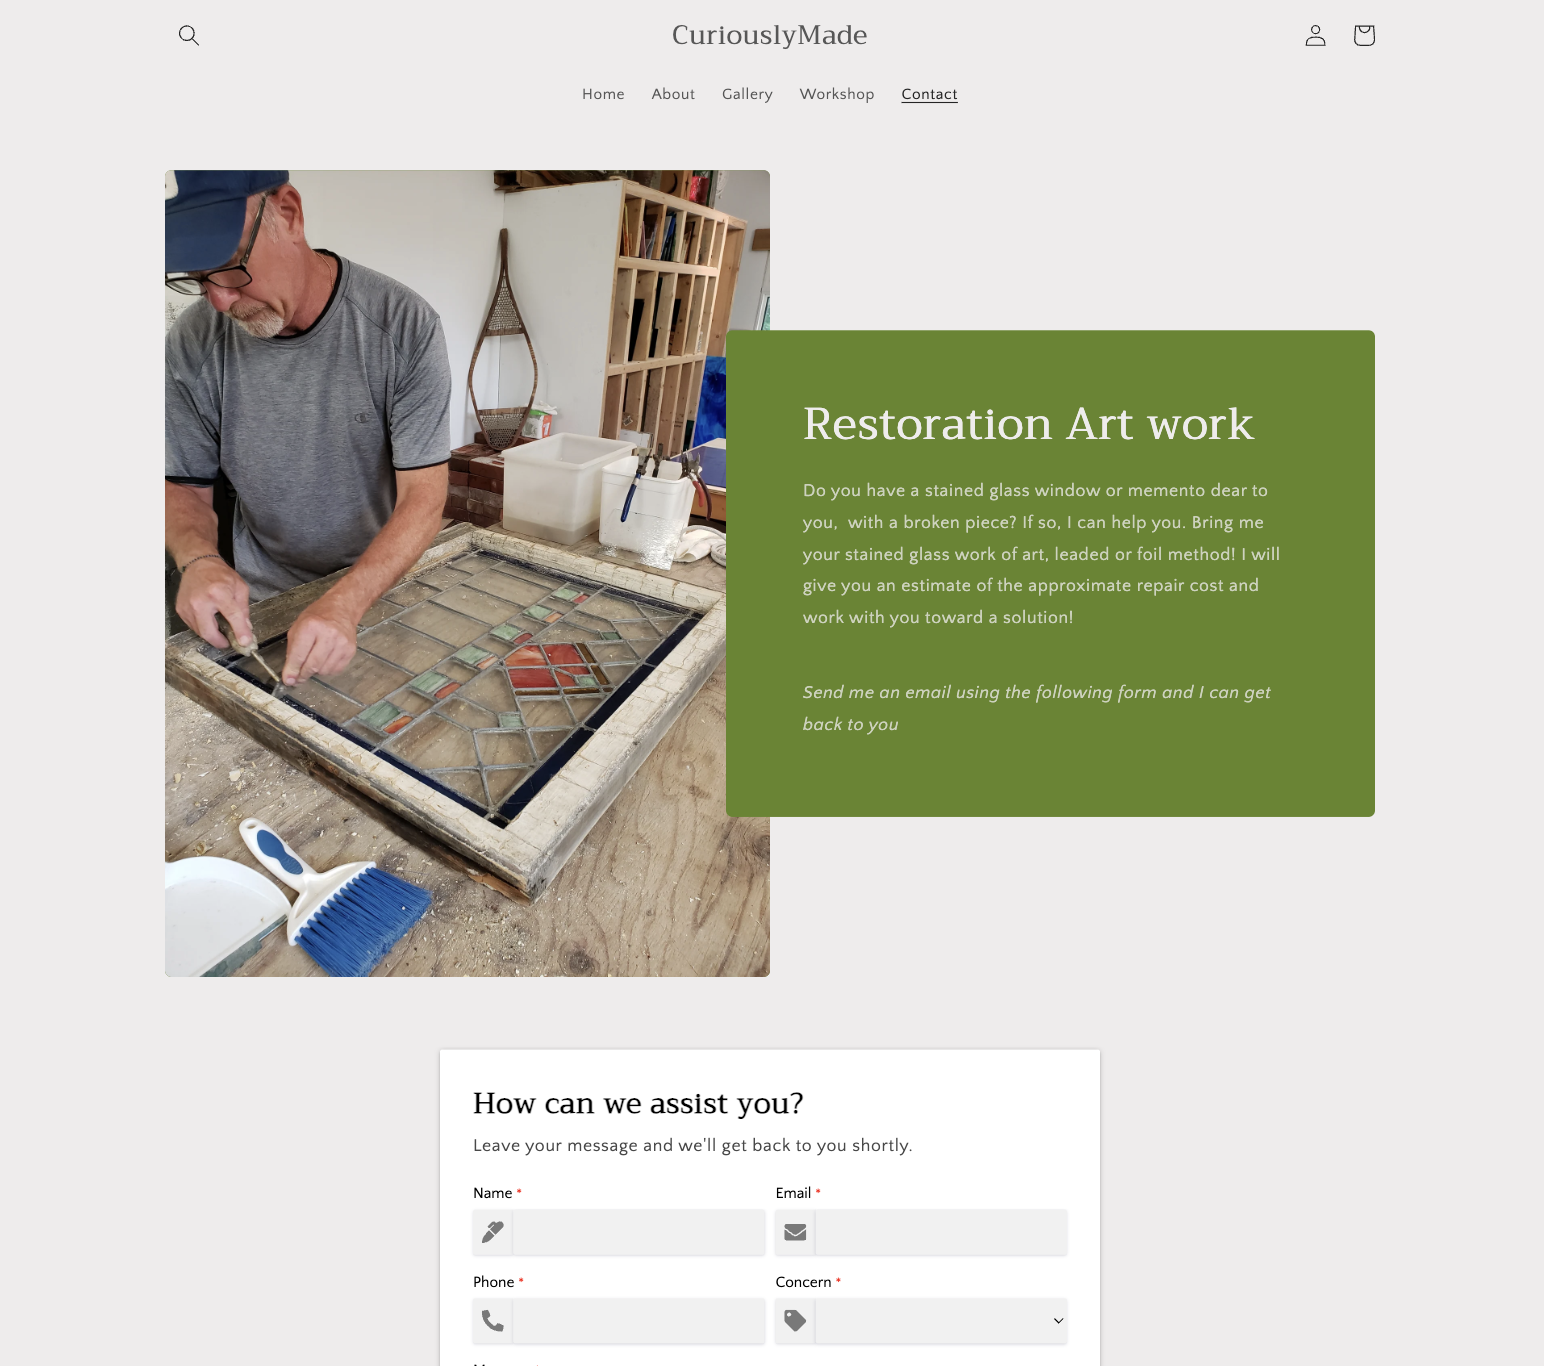 CuriouslyMade
Home About Gallery Workshop Contact
Restoration Art work
Do you have a stained glass window or memento dear to
you,  with a broken piece? If so, I can help you. Bring me
your stained glass work of art, leaded or foil method! I will
give you an estimate of the approximate repair cost and
work with you toward a solution!
Send me an email using the following form and I can get
back to you
How can we assist you?
Leave your message and we'll get back to you shortly.
Name * Email *
Phone * Concern *